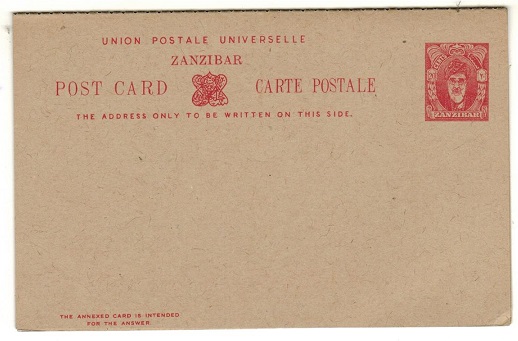 UNION POSTALE UNIVERSELLE
ZANZIBAR
POST CARD CARTE POSTALE
THE ADDRESS ONLY TO BE WRITTEN ON THIS SIDE.
ZANZIBAR
THE ANNEXED CARD IS INTENDED
FOR THE ANSWER